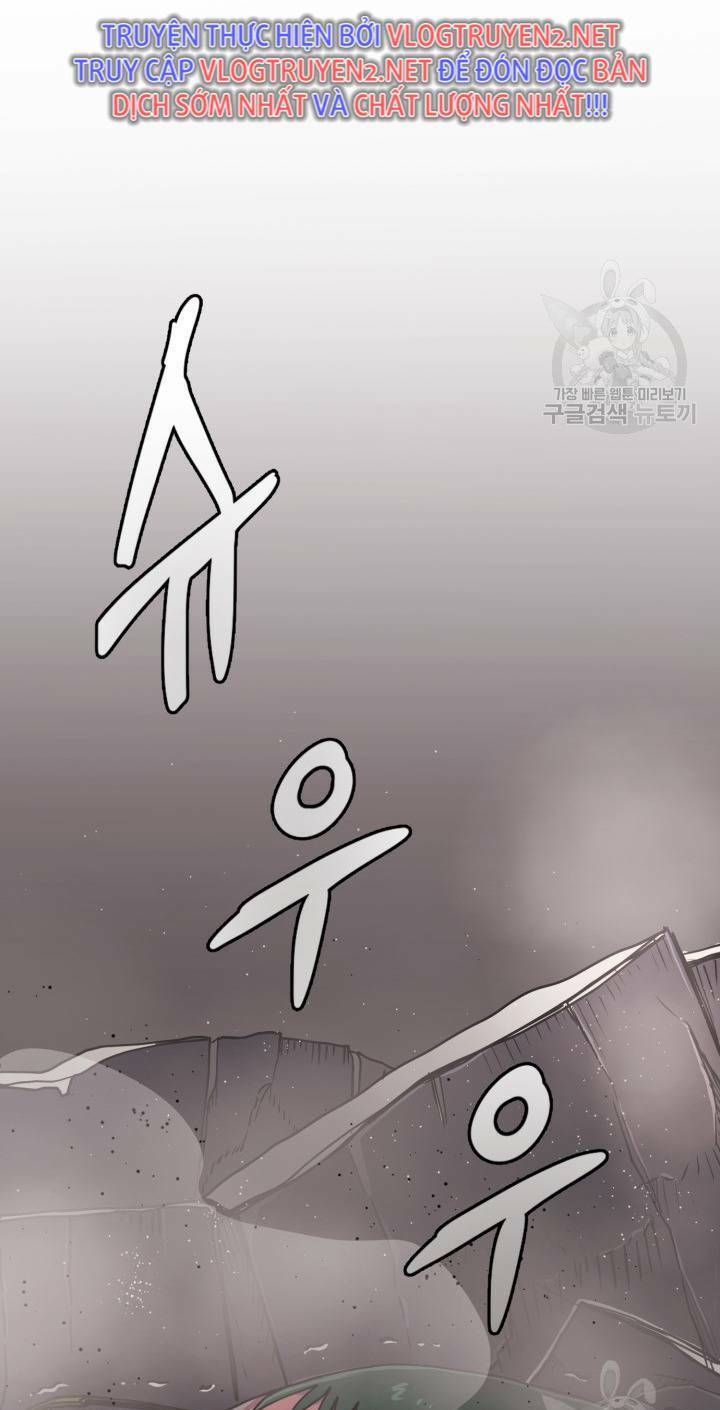 TRUYỆN THỰC HIỆN BỞI VLOGTRUYEN2.NET
TRUY CẬP VLOGTRUYEN2.NET ĐỂ ĐÓN ĐỌC BẢN
DỊCH SỚM NHẤT VÀ CHẤT LƯỢNG NHẤT!!!
가장 빠른 웹툰 미리보기
구글검색 뉴토끼
슈
우
우